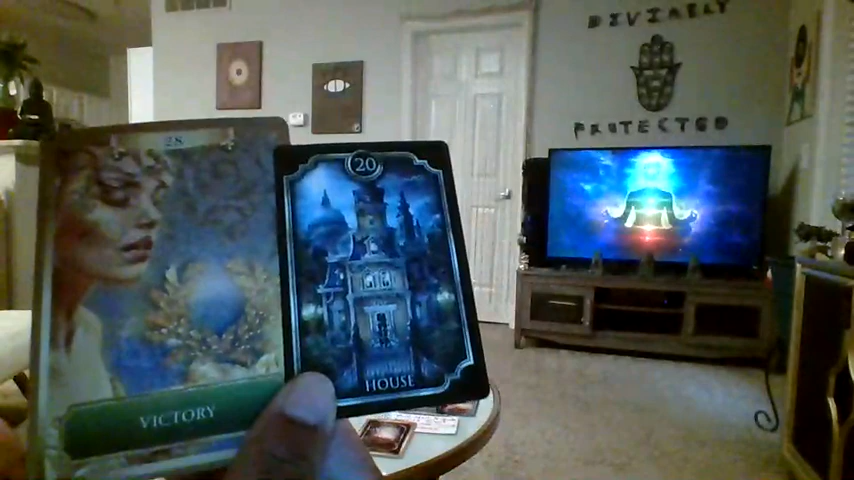 DIVINELY
PROTECTED
28
VICTORY
20
HOUSE